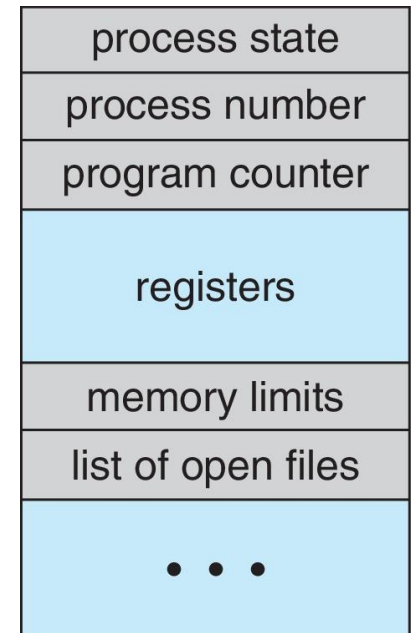 process state
process number
program counter
registers
memory limits
list of open files
• • •